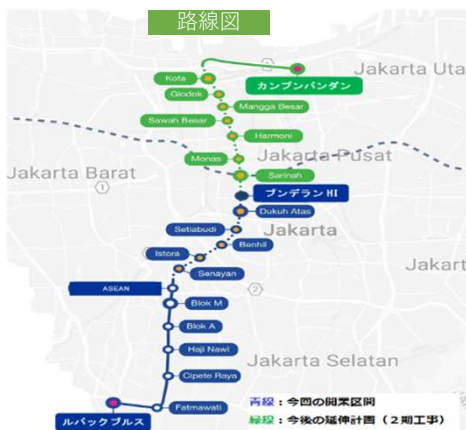 路線図
Jakarta Uta
カンプンバンダン
Kota
Glodok
Mangga Besar
Sawah Besar
Harmoni
Monas
Jakarta Pusat
Jakarta Barat
Sarinah
1
ブンデラン HI
Dukuh Atas
Setiabudi
Jakarta
Benhil
Istora
Jakart
Senayan
ASEAN
2
Blok M
Blok A
Haji Nawi
Jakarta Selatan
Cipete Raya
Fatmawati
ルバックブルス
青線：今回の開業区間
緑線：今後の延伸計画（２期工事）